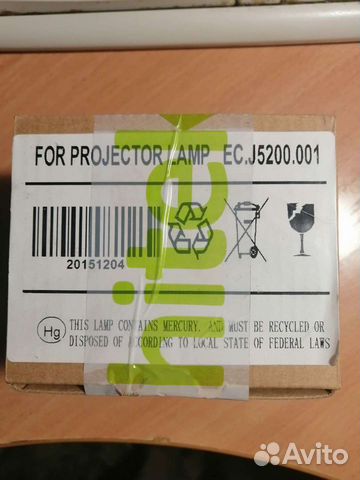 FOR PROJECTOR LAMP EC.J5200.001
20151204
Hg
THIS LAMP CONTAINS MERCURY. AND MUST BE RECYCLED OR
DISPOSED OF ACCORDING TO LOCAL STATE OF FEDERAL LAWS
hitek
Avito